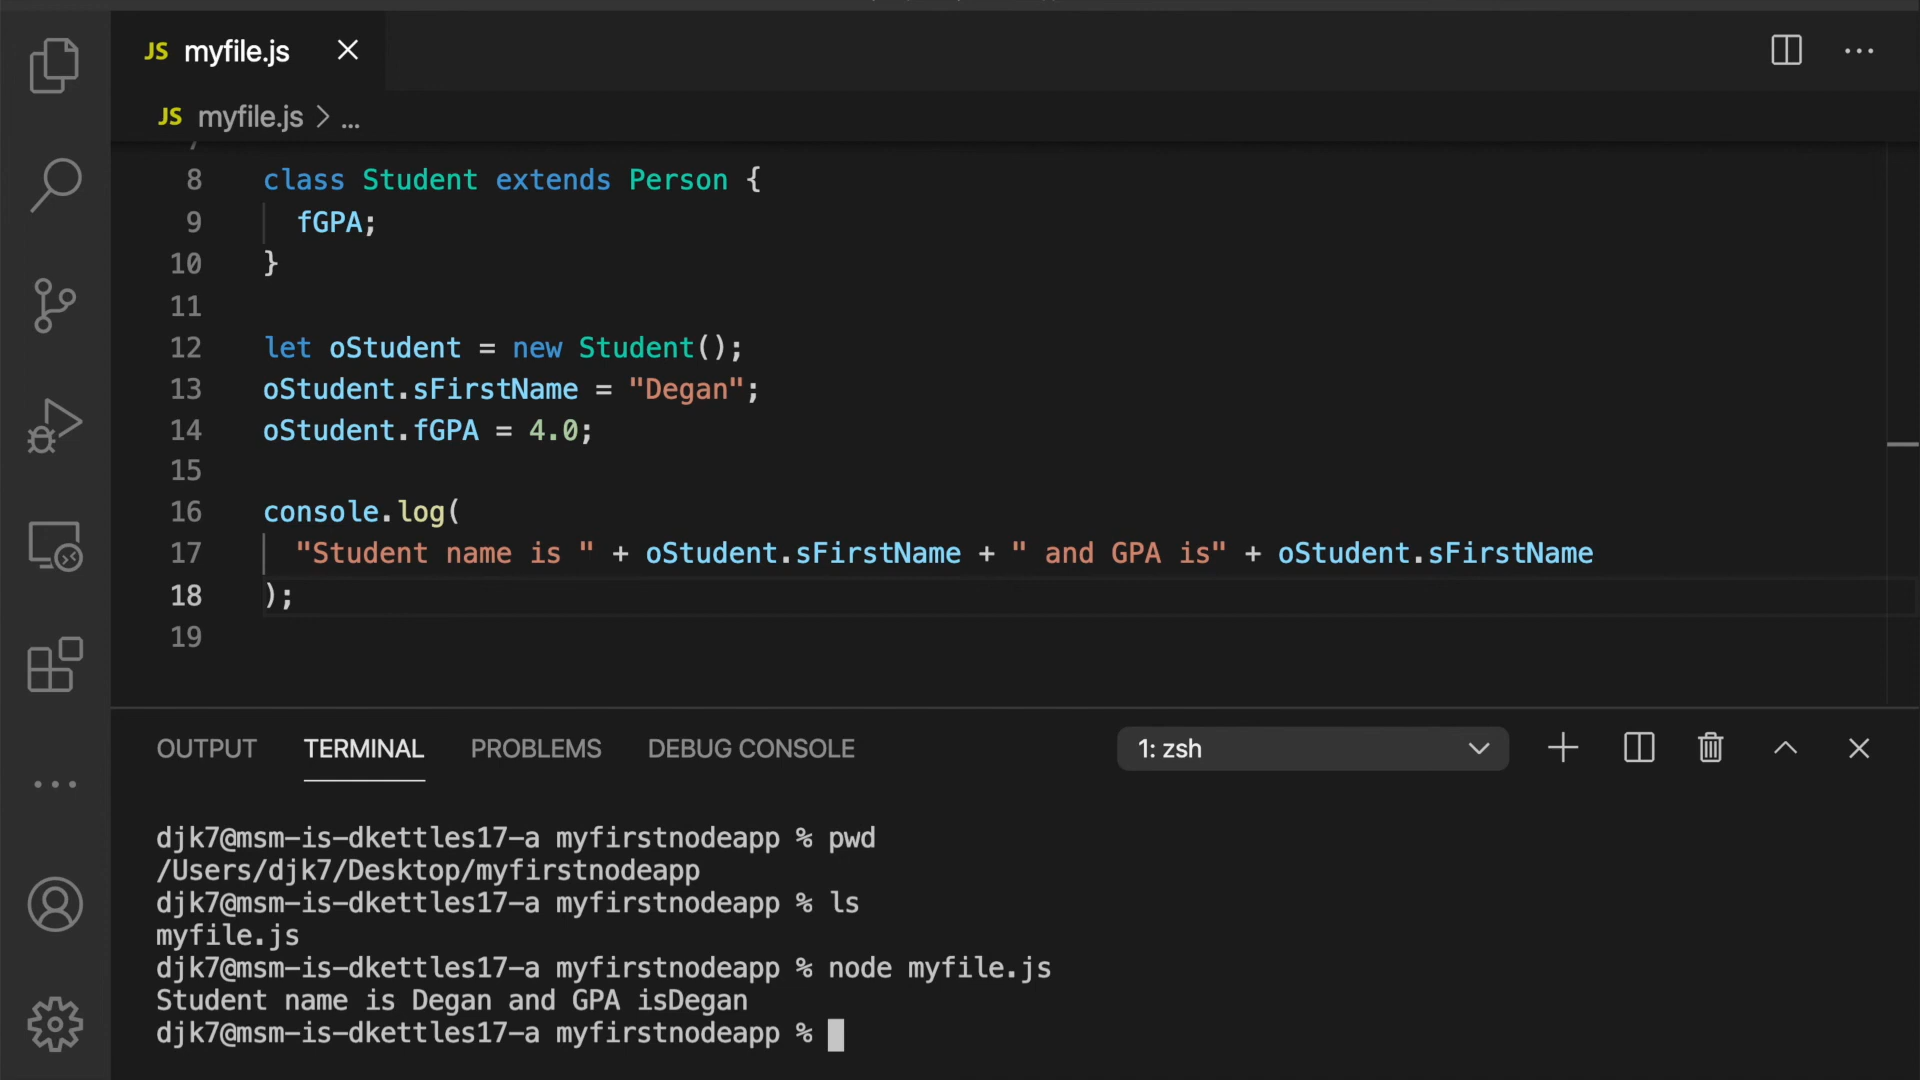 JS myfile.js
JS myfile.js > ...
8 class Student extends Person {
9 fGPA;
10 }
11
12 let oStudent = new Student();
13 oStudent.sFirstName = "Degan";
14 oStudent.fGPA = 4.0;
15
16 console.log(
17 "Student name is " + oStudent.sFirstName + " and GPA is" + oStudent.sFirstName
18 );
19
OUTPUT TERMINAL PROBLEMS DEBUG CONSOLE 1: zsh
djk7@msm-is-dkettles17-a myfirstnodeapp % pwd
/Users/djk7/Desktop/myfirstnodeapp
djk7@msm-is-dkettles17-a myfirstnodeapp % ls
myfile.js
djk7@msm-is-dkettles17-a myfirstnodeapp % node myfile.js
Student name is Degan and GPA isDegan
djk7@msm-is-dkettles17-a myfirstnodeapp %